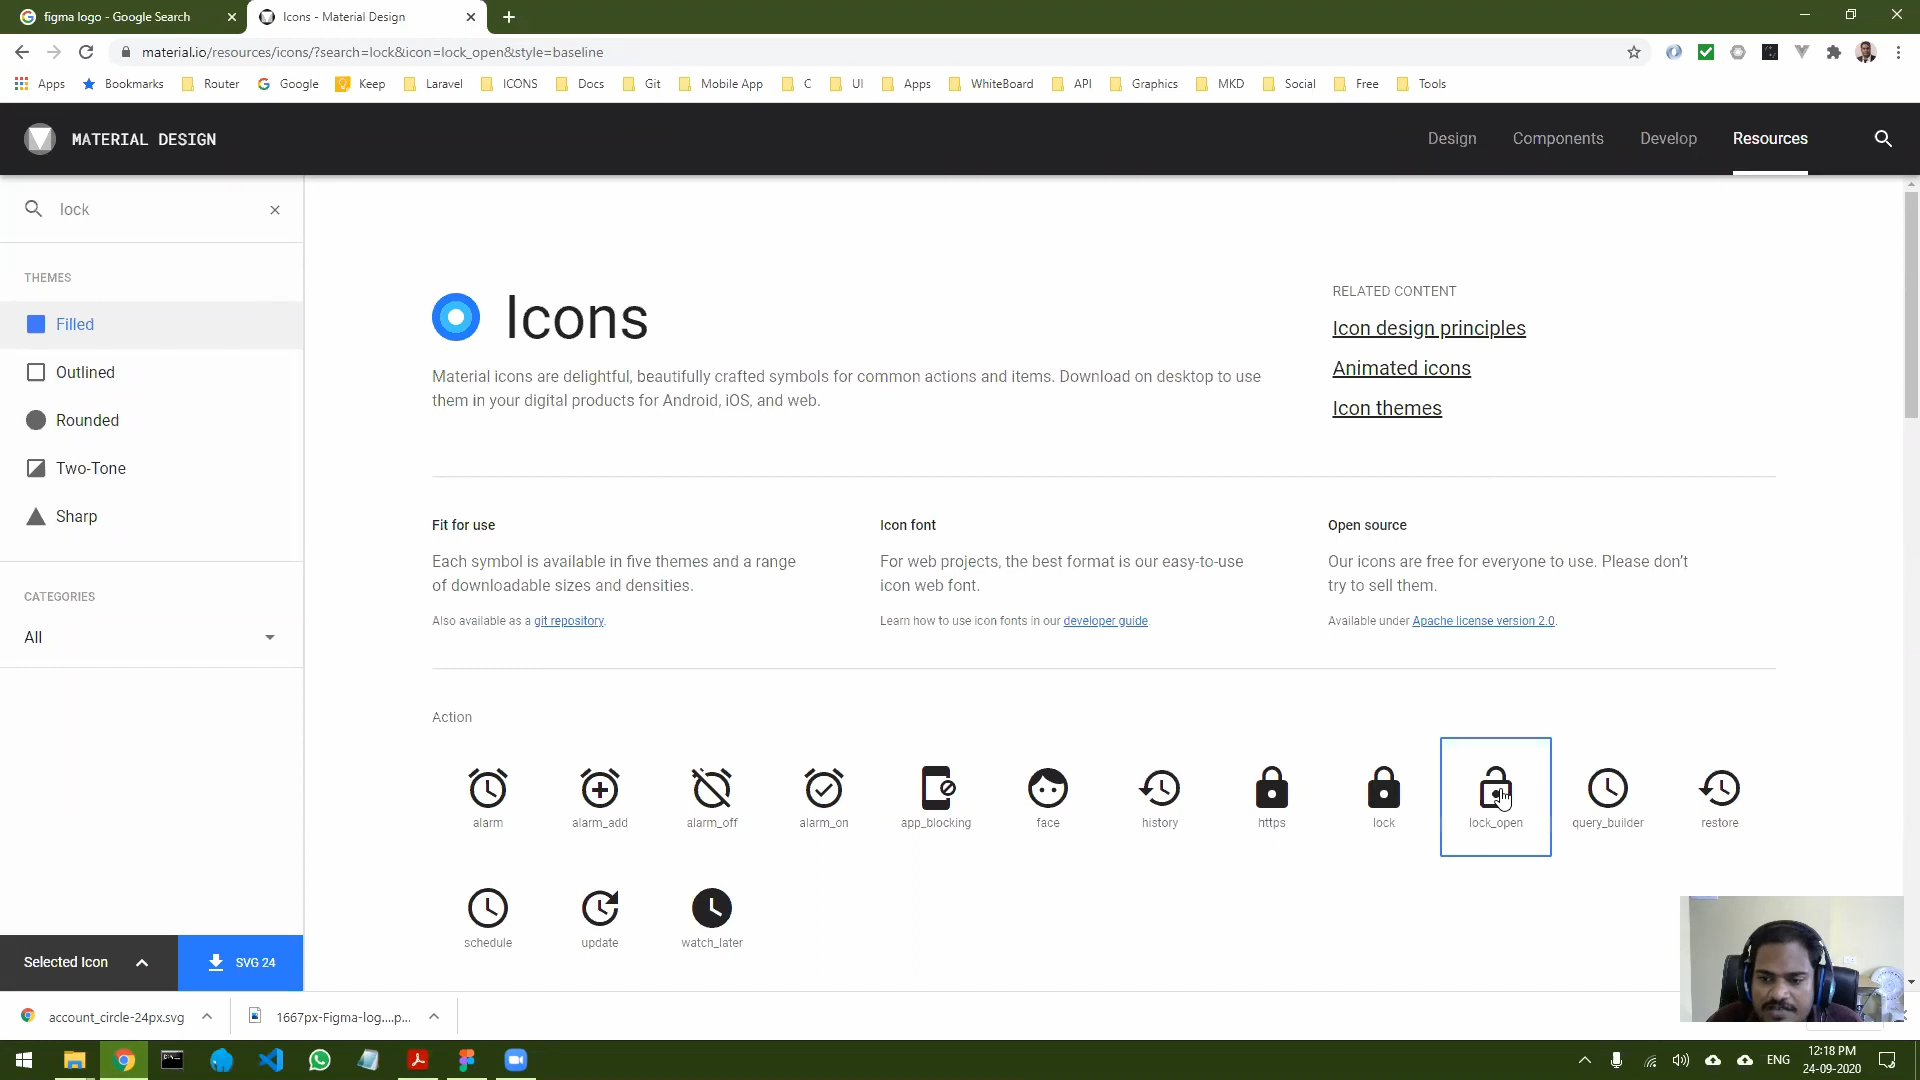 figma logo - Google Search
Icons - Material Design
material.io/resources/icons/?search=lock&icon=lock_open&style=baseline
Apps Bookmarks Router Google Keep Laravel ICONS Docs Git Mobile App C UI Apps WhiteBoard API Graphics MKD Social Free Tools
MATERIAL DESIGN
Design Components Develop Resources
lock
THEMES
Filled
Outlined
Rounded
Two-Tone
Sharp
CATEGORIES
All
Icons
Material icons are delightful, beautifully crafted symbols for common actions and items. Download on desktop to use
them in your digital products for Android, iOS, and web.
RELATED CONTENT
Icon design principles
Animated icons
Icon themes
Fit for use
Each symbol is available in five themes and a range
of downloadable sizes and densities.
Also available as a git repository.
Icon font
For web projects, the best format is our easy-to-use
icon web font.
Learn how to use icon fonts in our developer guide
Open source
Our icons are free for everyone to use. Please don't
try to sell them.
Available under Apache license version 2.0.
Action
alarm alarm_add alarm_off alarm_on app_blocking face history https lock lock_open query_builder restore
schedule update watch_later
Selected Icon
SVG 24
account_circle-24px.svg
1667px-Figma-log....p...
ENG
12:18 PM
24-09-2020